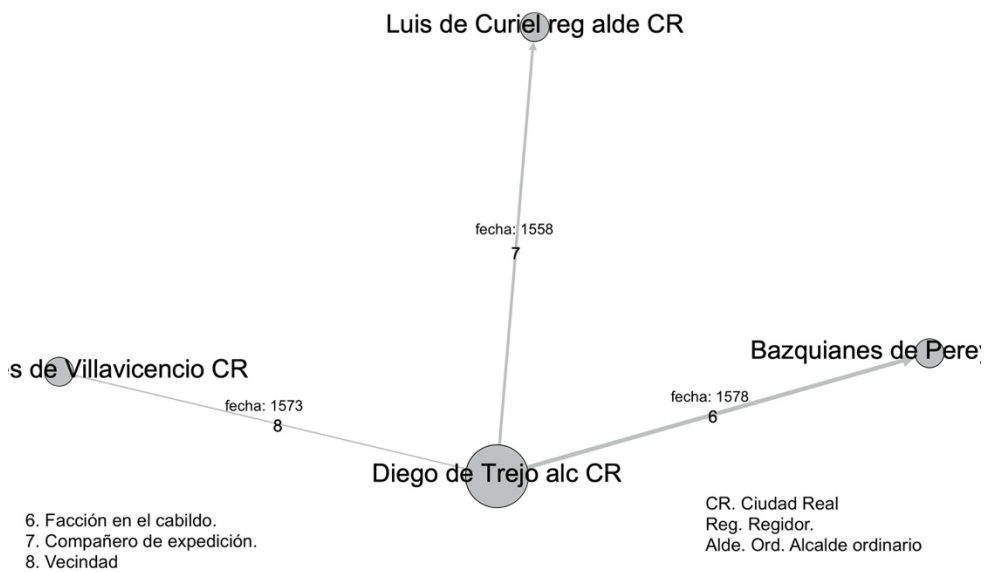 Luis de Curiel reg alde CR
fecha: 1558
7
s de Villavicencio CR
Bazquianes de Perey
fecha: 1573
8
fecha: 1578
6
Diego de Trejo alc CR
6. Facción en el cabildo.
7. Compañero de expedición.
8. Vecindad
CR. Ciudad Real
Reg. Regidor.
Alde. Ord. Alcalde ordinario